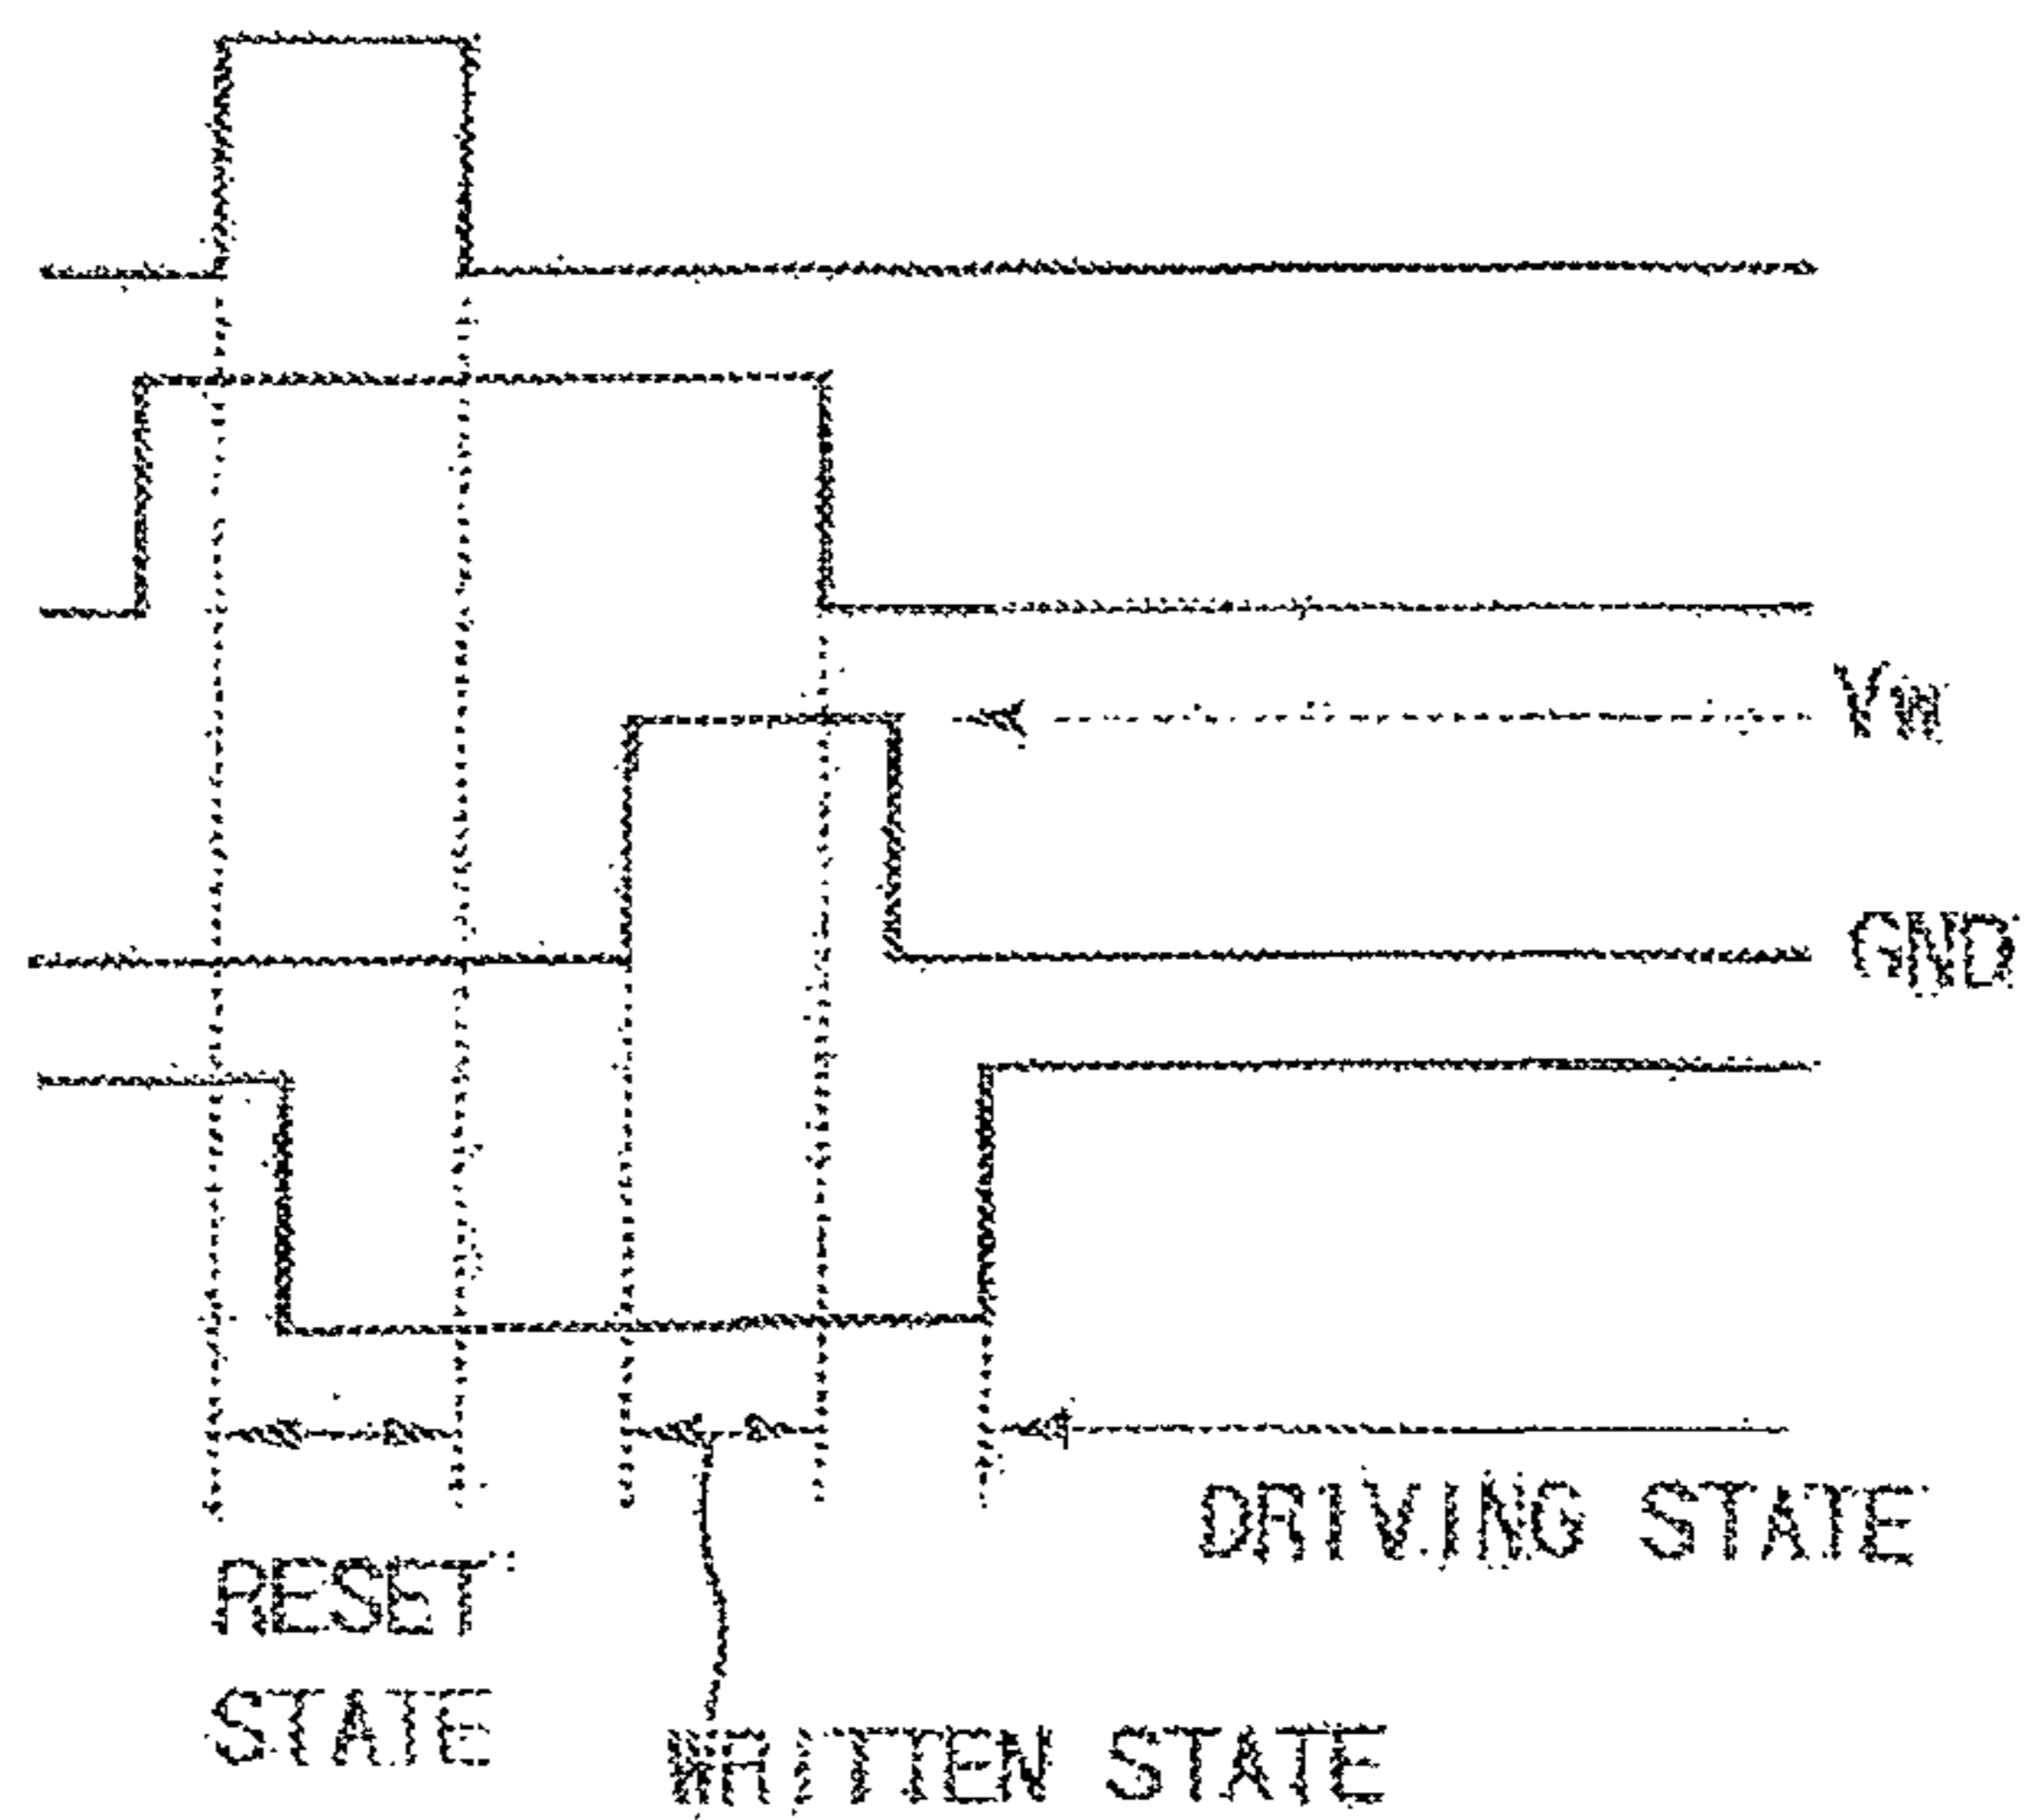 Vw
GND
DRIVING STATE
RESET
STATE
WRITTEN STATE